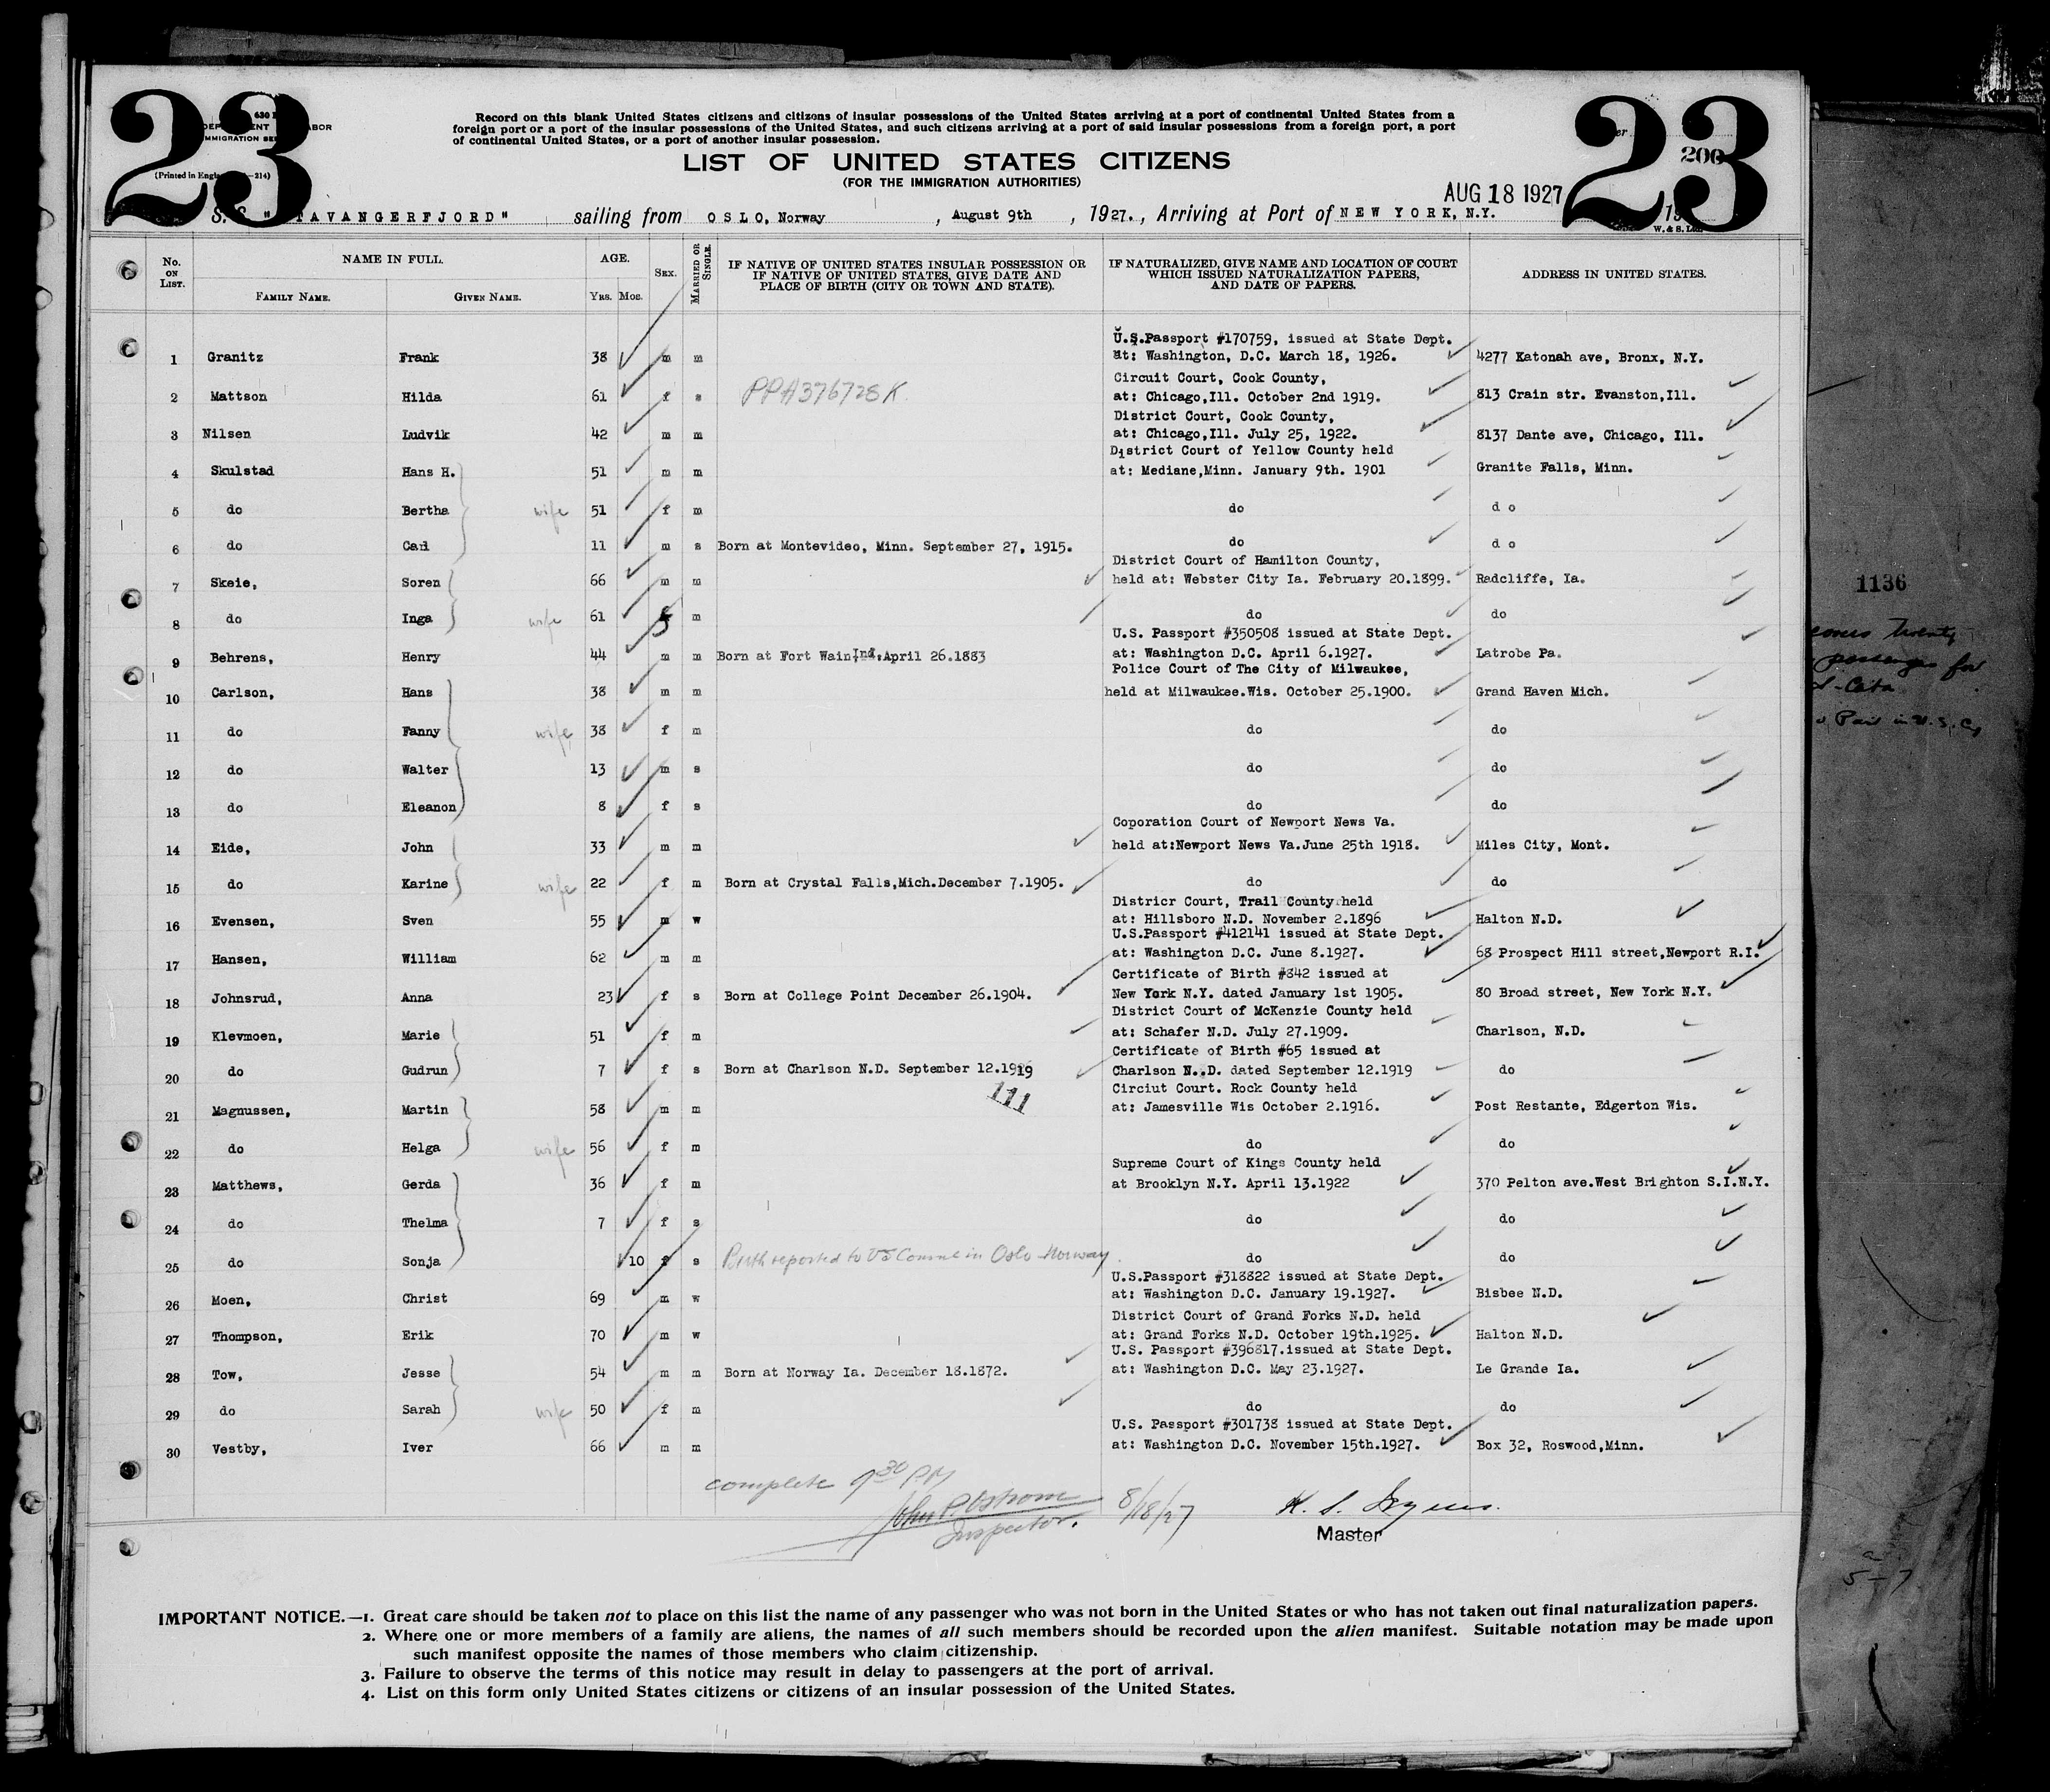 23
630
(Printed in Engl
—214)
Record on this blank United States citizens and citizens of insular possessions of the United States arriving at a port of continental United States from a
foreign port or a port of the insular possessions of the United States, and such citizens arriving at a port of said insular possessions from a foreign port, a port
of continental United States, or a port of another insular possession.
LIST OF UNITED STATES CITIZENS
(FOR THE IMMIGRATION AUTHORITIES)
23
200
AUG 18 1927
S.S. "STAVANGERFJORD" sailing from OSLO, Norway , August 9th , 1927. , Arriving at Port of NEW YORK, N.Y.
No. ON LIST. NAME IN FULL. AGE. SEX. MARRIED OR SINGLE. IF NATIVE OF UNITED STATES INSULAR POSSESSION OR IF NATIVE OF UNITED STATES, GIVE DATE AND PLACE OF BIRTH (CITY OR TOWN AND STATE). IF NATURALIZED, GIVE NAME AND LOCATION OF COURT WHICH ISSUED NATURALIZATION PAPERS, AND DATE OF PAPERS. ADDRESS IN UNITED STATES.
FAMILY NAME. GIVEN NAME. YRS. MOS.
U.S.Passport #170759, issued at State Dept.
1 Granitz Frank 38 m m at: Washington, D.C. March 18, 1926. 4277 Katonah ave, Bronx, N.Y.
Circuit Court, Cook County,
2 Mattson Hilda 61 f s PPA376728K at: Chicago,Ill. October 2nd 1919. 813 Crain str. Evanston,Ill.
District Court, Cook County,
3 Nilsen Ludvik 42 m m at: Chicago,Ill. July 25, 1922. 8137 Dante ave, Chicago, Ill.
District Court of Yellow County held
4 Skulstad Hans H. 51 m m at: Mediane,Minn. January 9th. 1901 Granite Falls, Minn.
5 do Bertha wife 51 f m do do
6 do Carl 11 m s Born at Montevideo, Minn. September 27, 1915. do do
District Court of Hamilton County,
7 Skeie, Soren 66 m m held at: Webster City Ia. February 20.1899. Radcliffe, Ia.
8 do Inga wife 61 f m do do
U.S. Passport #350508 issued at State Dept.
9 Behrens, Henry 44 m m Born at Fort Wain,Ind.April 26.1883 at: Washington D.C. April 6.1927. Latrobe Pa.
Police Court of The City of Milwaukee,
10 Carlson, Hans 38 m m held at Milwaukee.Wis. October 25.1900. Grand Haven Mich.
11 do Fanny wife 38 f m do do
12 do Walter 13 m s do do
13 do Eleanon 8 f s do do
Coporation Court of Newport News Va.
14 Eide, John 33 m m held at:Newport News Va.June 25th 1918. Miles City, Mont.
15 do Karine wife 22 f m Born at Crystal Falls,Mich.December 7.1905. do do
Districr Court, Trail County held
16 Evensen, Sven 55 m w at: Hillsboro N.D. November 2.1896 Halton N.D.
U.S.Passport #412141 issued at State Dept.
17 Hansen, William 62 m m at: Washington D.C. June 8.1927. 68 Prospect Hill street,Newport R.I.
Certificate of Birth #842 issued at
18 Johnsrud, Anna 23 f s Born at College Point December 26.1904. New York N.Y. dated January 1st 1905. 80 Broad street, New York N.Y.
District Court of McKenzie County held
19 Klevmoen, Marie 51 f m at: Schafer N.D. July 27.1909. Charlson, N.D.
Certificate of Birth #65 issued at
20 do Gudrun 7 f s Born at Charlson N.D. September 12.1919 Charlson N..D. dated September 12.1919 do
111
Circiut Court. Rock County held
21 Magnussen, Martin 58 m m at: Jamesville Wis October 2.1916. Post Restante, Edgerton Wis.
22 do Helga wife 56 f m do do
Supreme Court of Kings County held
23 Matthews, Gerda 36 f m at Brooklyn N.Y. April 13.1922 370 Pelton ave.West Brighton S.I.N.Y.
24 do Thelma 7 f s do do
25 do Sonja 10 f s Birth reported to US Consul in Oslo Norway do do
U.S.Passport #318822 issued at State Dept.
26 Moen, Christ 69 m w at: Washington D.C. January 19.1927. Bisbee N.D.
District Court of Grand Forks N.D. held
27 Thompson, Erik 70 m w at: Grand Forks N.D. October 19th.1925. Halton N.D.
U.S. Passport #396817.issued at State Dept.
28 Tow, Jesse 54 m m Born at Norway Ia. December 18.1872. at: Washington D.C. May 23.1927. Le Grande Ia.
29 do Sarah wife 50 f m do do
U.S. Passport #301738 issued at State Dept.
30 Vestby, Iver 66 m m at: Washington D.C. November 15th.1927. Box 32, Roswood,Minn.
complete 9 30 PM
John P. Ostrom 8/18/27
Inspector.
Master
IMPORTANT NOTICE.—1. Great care should be taken not to place on this list the name of any passenger who was not born in the United States or who has not taken out final naturalization papers.
2. Where one or more members of a family are aliens, the names of all such members should be recorded upon the alien manifest. Suitable notation may be made upon
such manifest opposite the names of those members who claim citizenship.
3. Failure to observe the terms of this notice may result in delay to passengers at the port of arrival.
4. List on this form only United States citizens or citizens of an insular possession of the United States.
1136
passenges for